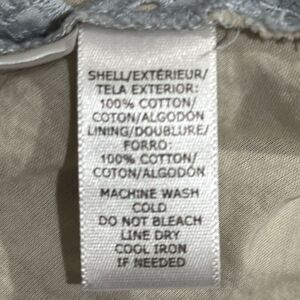 SHELL/EXTÉRIEUR/
TELA EXTERIOR:
100% COTTON/
COTON/ALGODÓN
LINING/DOUBLURE/
FORRO:
100% COTTON/
COTON/ALGODÓN
MACHINE WASH
COLD
DO NOT BLEACH
LINE DRY
COOL IRON
IF NEEDED